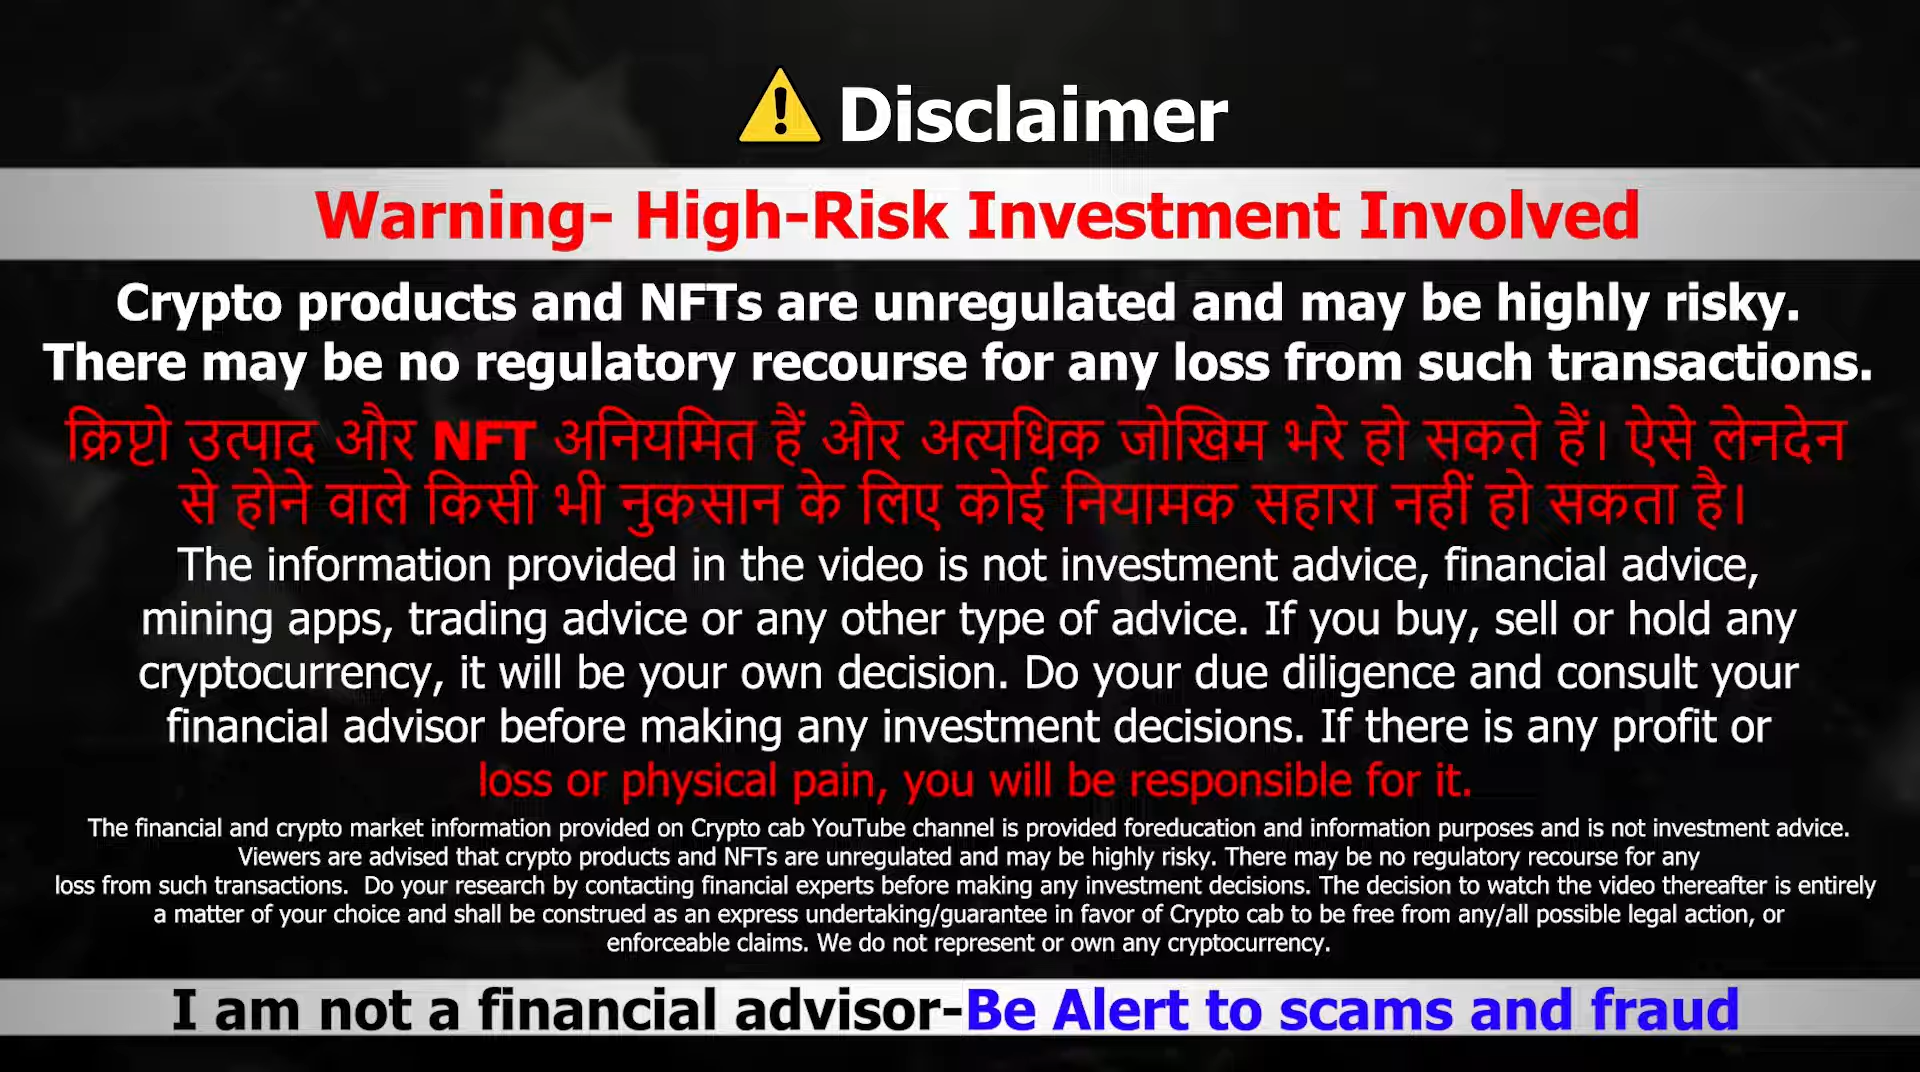 Disclaimer
Warning- High-Risk Investment Involved
Crypto products and NFTs are unregulated and may be highly risky.
There may be no regulatory recourse for any loss from such transactions.
क्रिप्टो उत्पाद और NFT अनियमित हैं और अत्यधिक जोखिम भरे हो सकते हैं। ऐसे लेनदेन
से होने वाले किसी भी नुकसान के लिए कोई नियामक सहारा नहीं हो सकता है।
The information provided in the video is not investment advice, financial advice,
mining apps, trading advice or any other type of advice. If you buy, sell or hold any
cryptocurrency, it will be your own decision. Do your due diligence and consult your
financial advisor before making any investment decisions. If there is any profit or
loss or physical pain, you will be responsible for it.
The financial and crypto market information provided on Crypto cab YouTube channel is provided foreducation and information purposes and is not investment advice.
Viewers are advised that crypto products and NFTs are unregulated and may be highly risky. There may be no regulatory recourse for any
loss from such transactions. Do your research by contacting financial experts before making any investment decisions. The decision to watch the video thereafter is entirely
a matter of your choice and shall be construed as an express undertaking/guarantee in favor of Crypto cab to be free from any/all possible legal action, or
enforceable claims. We do not represent or own any cryptocurrency.
I am not a financial advisor-Be Alert to scams and fraud